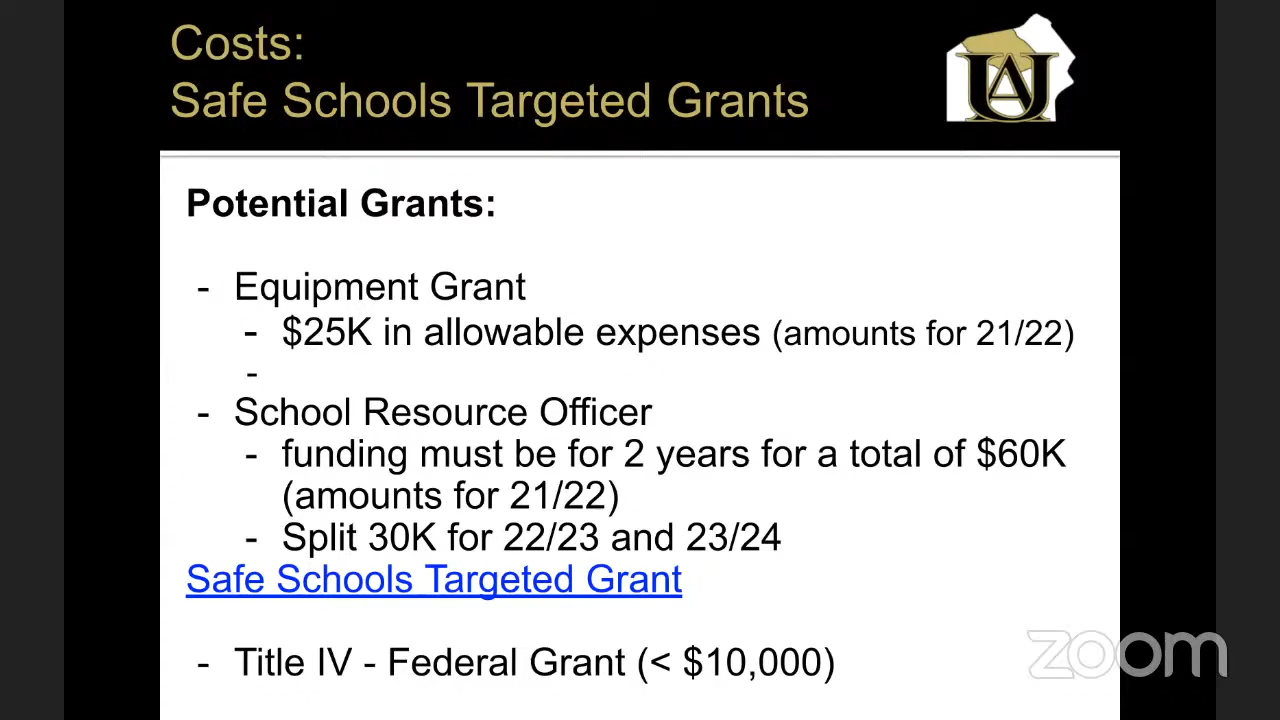 Costs:
Safe Schools Targeted Grants
UA
Potential Grants:
- Equipment Grant
- $25K in allowable expenses (amounts for 21/22)
-
- School Resource Officer
- funding must be for 2 years for a total of $60K
(amounts for 21/22)
- Split 30K for 22/23 and 23/24
Safe Schools Targeted Grant
- Title IV - Federal Grant (< $10,000)
zoom